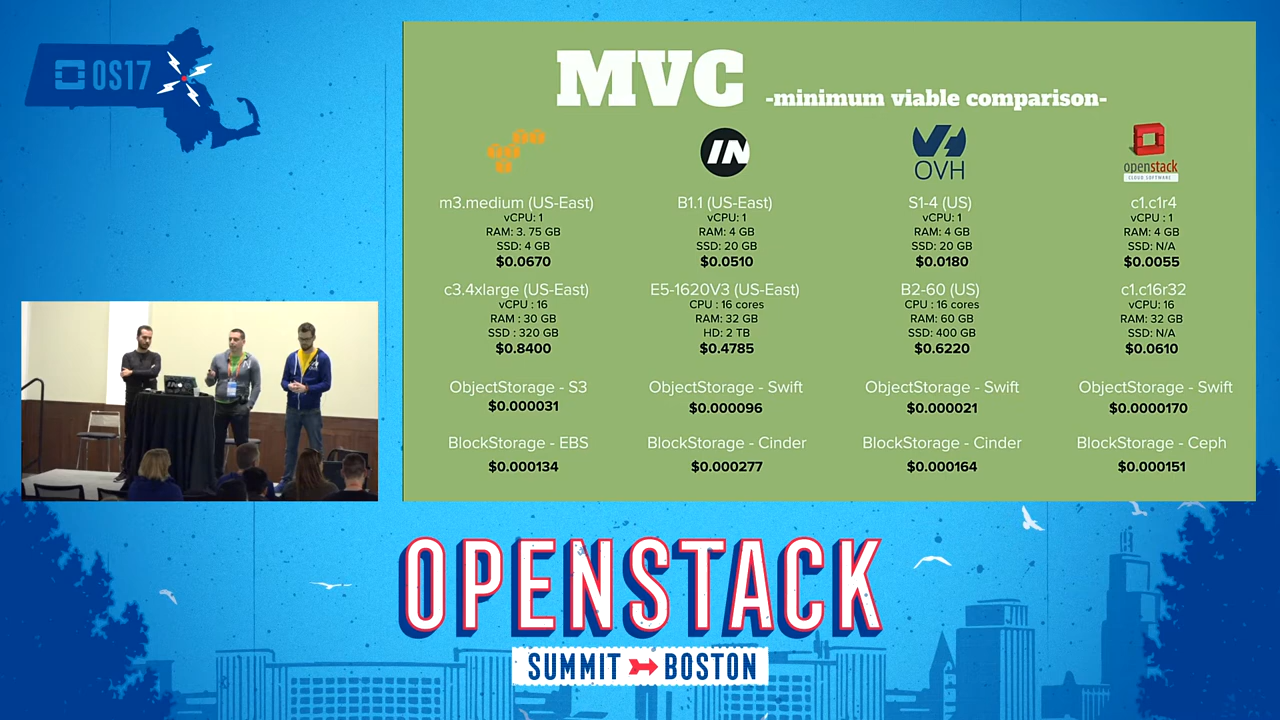 OS17
MVC -minimum viable comparison-
IN
OVH
openstack
CLOUD SOFTWARE
m3.medium (US-East)
vCPU: 1
RAM: 3. 75 GB
SSD: 4 GB
$0.0670
B1.1 (US-East)
vCPU: 1
RAM: 4 GB
SSD: 20 GB
$0.0510
S1-4 (US)
vCPU: 1
RAM: 4 GB
SSD: 20 GB
$0.0180
c1.c1r4
vCPU: 1
RAM: 4 GB
SSD: N/A
$0.0055
c3.4xlarge (US-East)
vCPU : 16
RAM : 30 GB
SSD : 320 GB
$0.8400
E5-1620V3 (US-East)
CPU : 16 cores
RAM: 32 GB
HD: 2 TB
$0.4785
B2-60 (US)
CPU : 16 cores
RAM: 60 GB
SSD: 400 GB
$0.6220
c1.c16r32
vCPU: 16
RAM: 32 GB
SSD: N/A
$0.0610
ObjectStorage - S3
$0.000031
ObjectStorage - Swift
$0.000096
ObjectStorage - Swift
$0.000021
ObjectStorage - Swift
$0.0000170
BlockStorage - EBS
$0.000134
BlockStorage - Cinder
$0.000277
BlockStorage - Cinder
$0.000164
BlockStorage - Ceph
$0.000151
IN
OPENSTACK
SUMMIT BOSTON